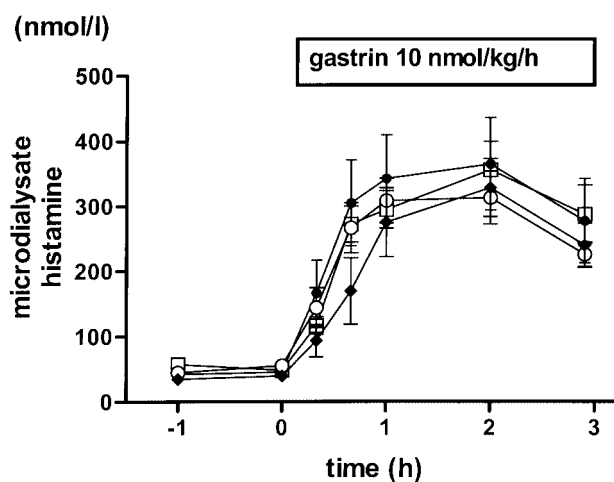 (nmol/l)
gastrin 10 nmol/kg/h
500
400
300
200
100
0
microdialysate
histamine
-1
0
1
2
3
time (h)